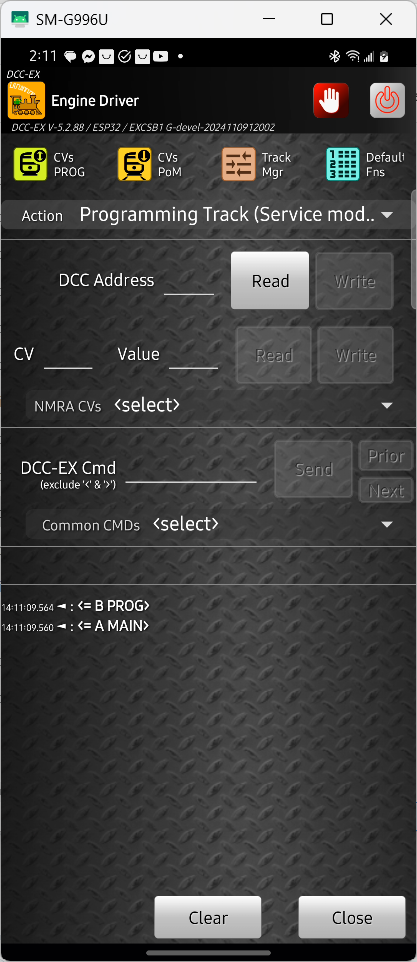 SM-G996U
2:11
DCC-EX
Engine Driver
DCC-EX V-5.2.88 / ESP32 / EXCSB1 G-devel-2024110912002
CVs PROG
CVs PoM
Track Mgr
Default Fns
Action Programming Track (Service mod..
DCC Address Read Write
CV Value Read Write
NMRA CVs <select>
DCC-EX Cmd Send Prior
(exclude '<' & '>') Next
Common CMDs <select>
14:11:09.564 ◄ : <= B PROG>
14:11:09.560 ◄ : <= A MAIN>
Clear Close